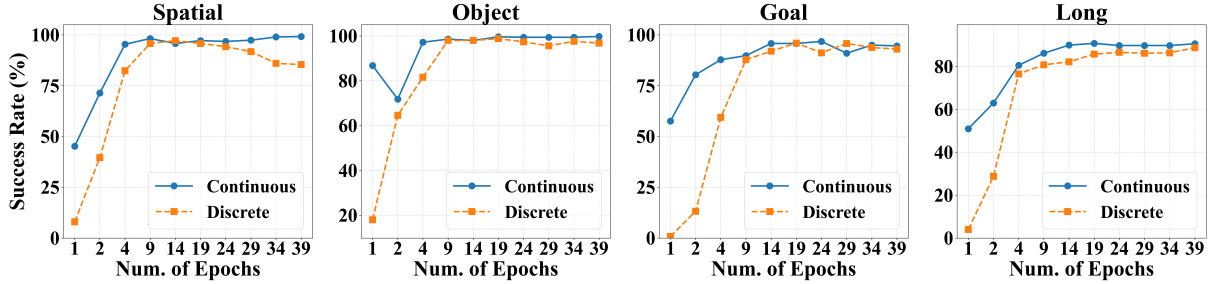 Spatial
Success Rate (%)
100
75
50
25
0
Continuous
Discrete
1 2 4 9 14 19 24 29 34 39
Num. of Epochs
Object
100
80
60
40
20
Continuous
Discrete
1 2 4 9 14 19 24 29 34 39
Num. of Epochs
Goal
100
75
50
25
0
Continuous
Discrete
1 2 4 9 14 19 24 29 34 39
Num. of Epochs
Long
80
60
40
20
0
Continuous
Discrete
1 2 4 9 14 19 24 29 34 39
Num. of Epochs